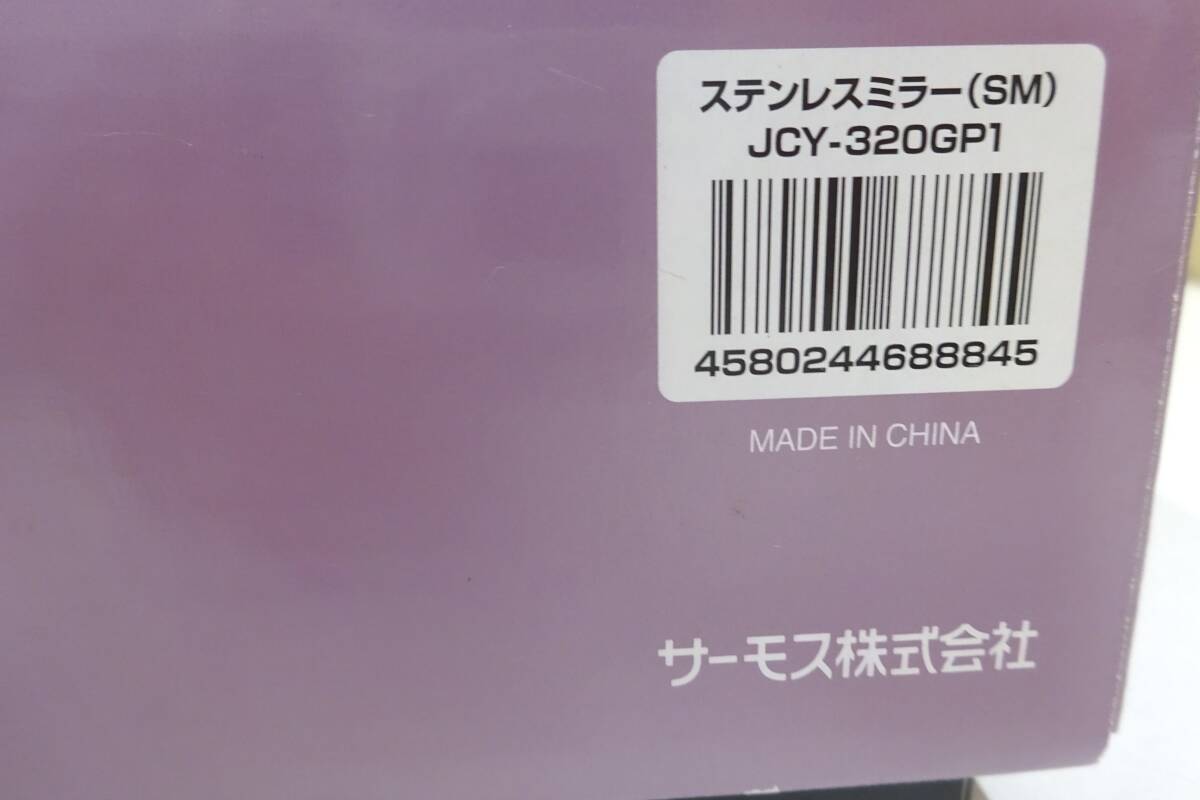 ステンレスミラー(SM)
JCY-320GP1
4580244688845
MADE IN CHINA
サーモス株式会社